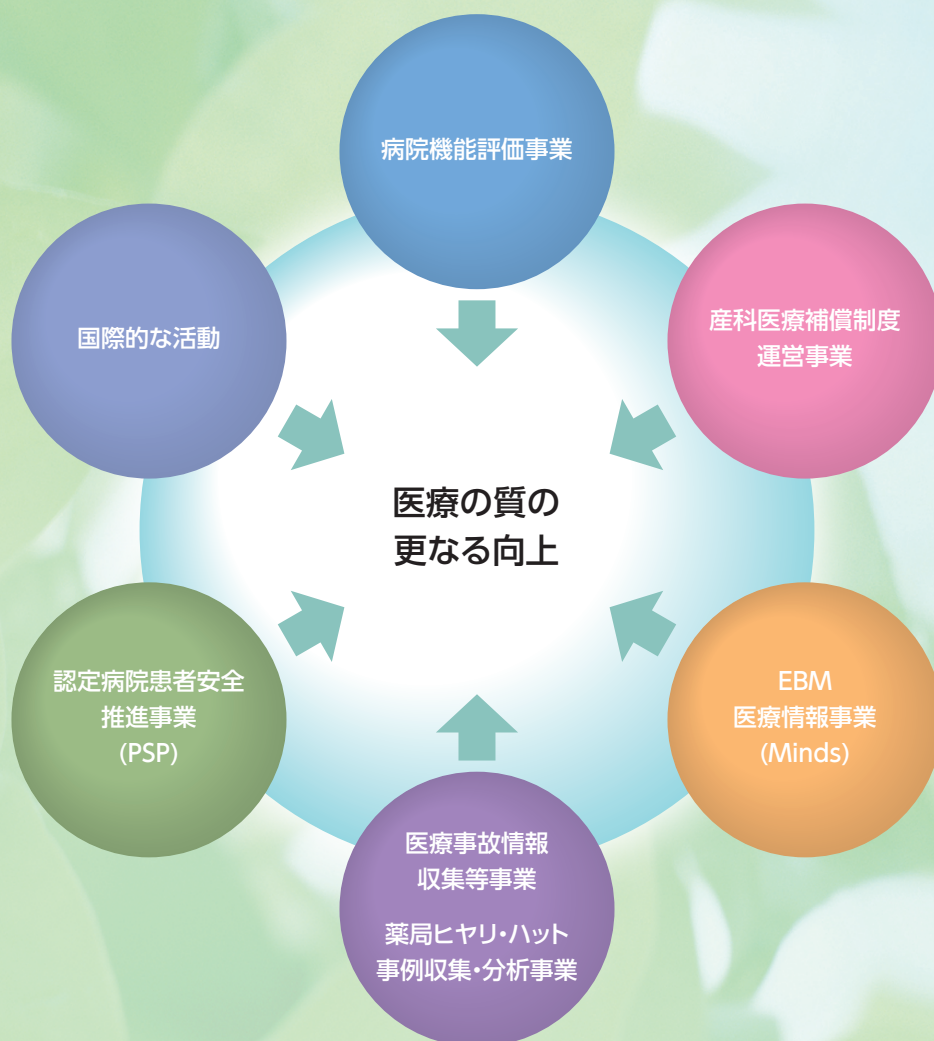 病院機能評価事業
国際的な活動
産科医療補償制度
運営事業
医療の質の
更なる向上
認定病院患者安全
推進事業
(PSP)
EBM
医療情報事業
(Minds)
医療事故情報
収集等事業
薬局ヒヤリ・ハット
事例収集・分析事業